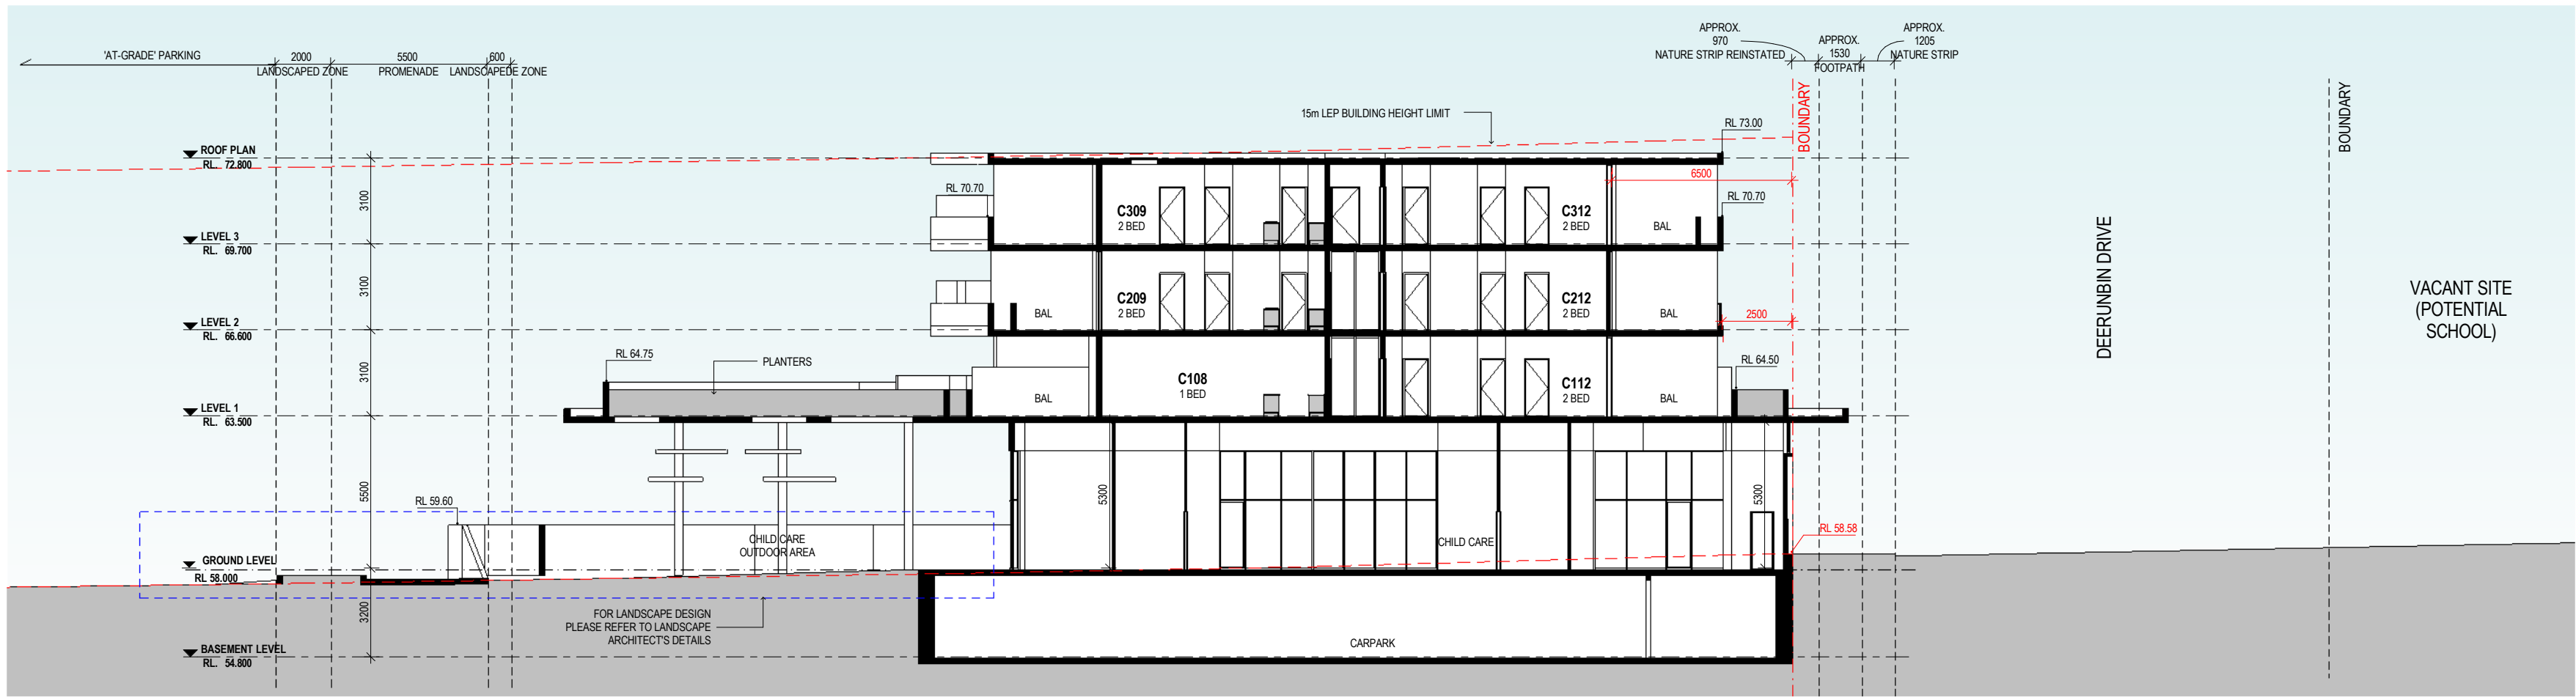 'AT-GRADE' PARKING
2000
LANDSCAPED ZONE
5500
PROMENADE
600
LANDSCAPEDE ZONE
APPROX.
970
NATURE STRIP REINSTATED
APPROX.
1530
FOOTPATH
APPROX.
1205
NATURE STRIP
BOUNDARY
BOUNDARY
15m LEP BUILDING HEIGHT LIMIT
RL 73.00
ROOF PLAN
RL. 72.800
3100
RL 70.70
C309
2 BED
C312
2 BED
BAL
6500
RL 70.70
LEVEL 3
RL. 69.700
3100
BAL
C209
2 BED
C212
2 BED
BAL
2500
DEERUNBIN DRIVE
VACANT SITE
(POTENTIAL
SCHOOL)
LEVEL 2
RL. 66.600
3100
RL 64.75
PLANTERS
BAL
C108
1 BED
C112
2 BED
BAL
RL 64.50
LEVEL 1
RL. 63.500
5500
RL 59.60
5300
5300
CHILD CARE
OUTDOOR AREA
CHILD CARE
RL 58.58
GROUND LEVEL
RL 58.000
3200
FOR LANDSCAPE DESIGN
PLEASE REFER TO LANDSCAPE
ARCHITECT'S DETAILS
CARPARK
BASEMENT LEVEL
RL. 54.800